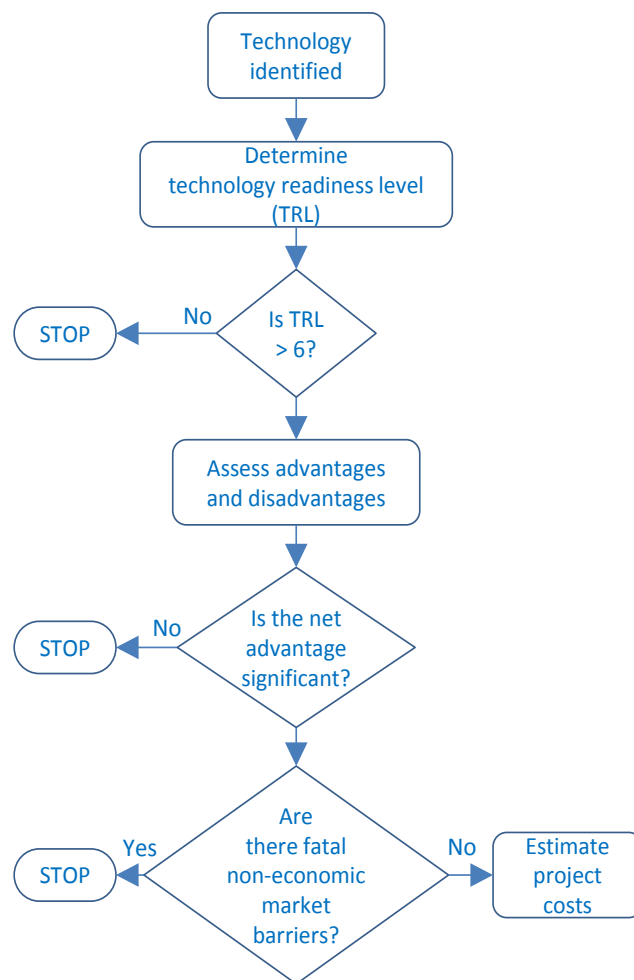 Technology
identified
Determine
technology readiness level
(TRL)
No
Is TRL
> 6?
STOP
Assess advantages
and disadvantages
No
Is the net
advantage
significant?
STOP
Are
there fatal
non-economic
market
barriers?
Yes
STOP
No
Estimate
project
costs